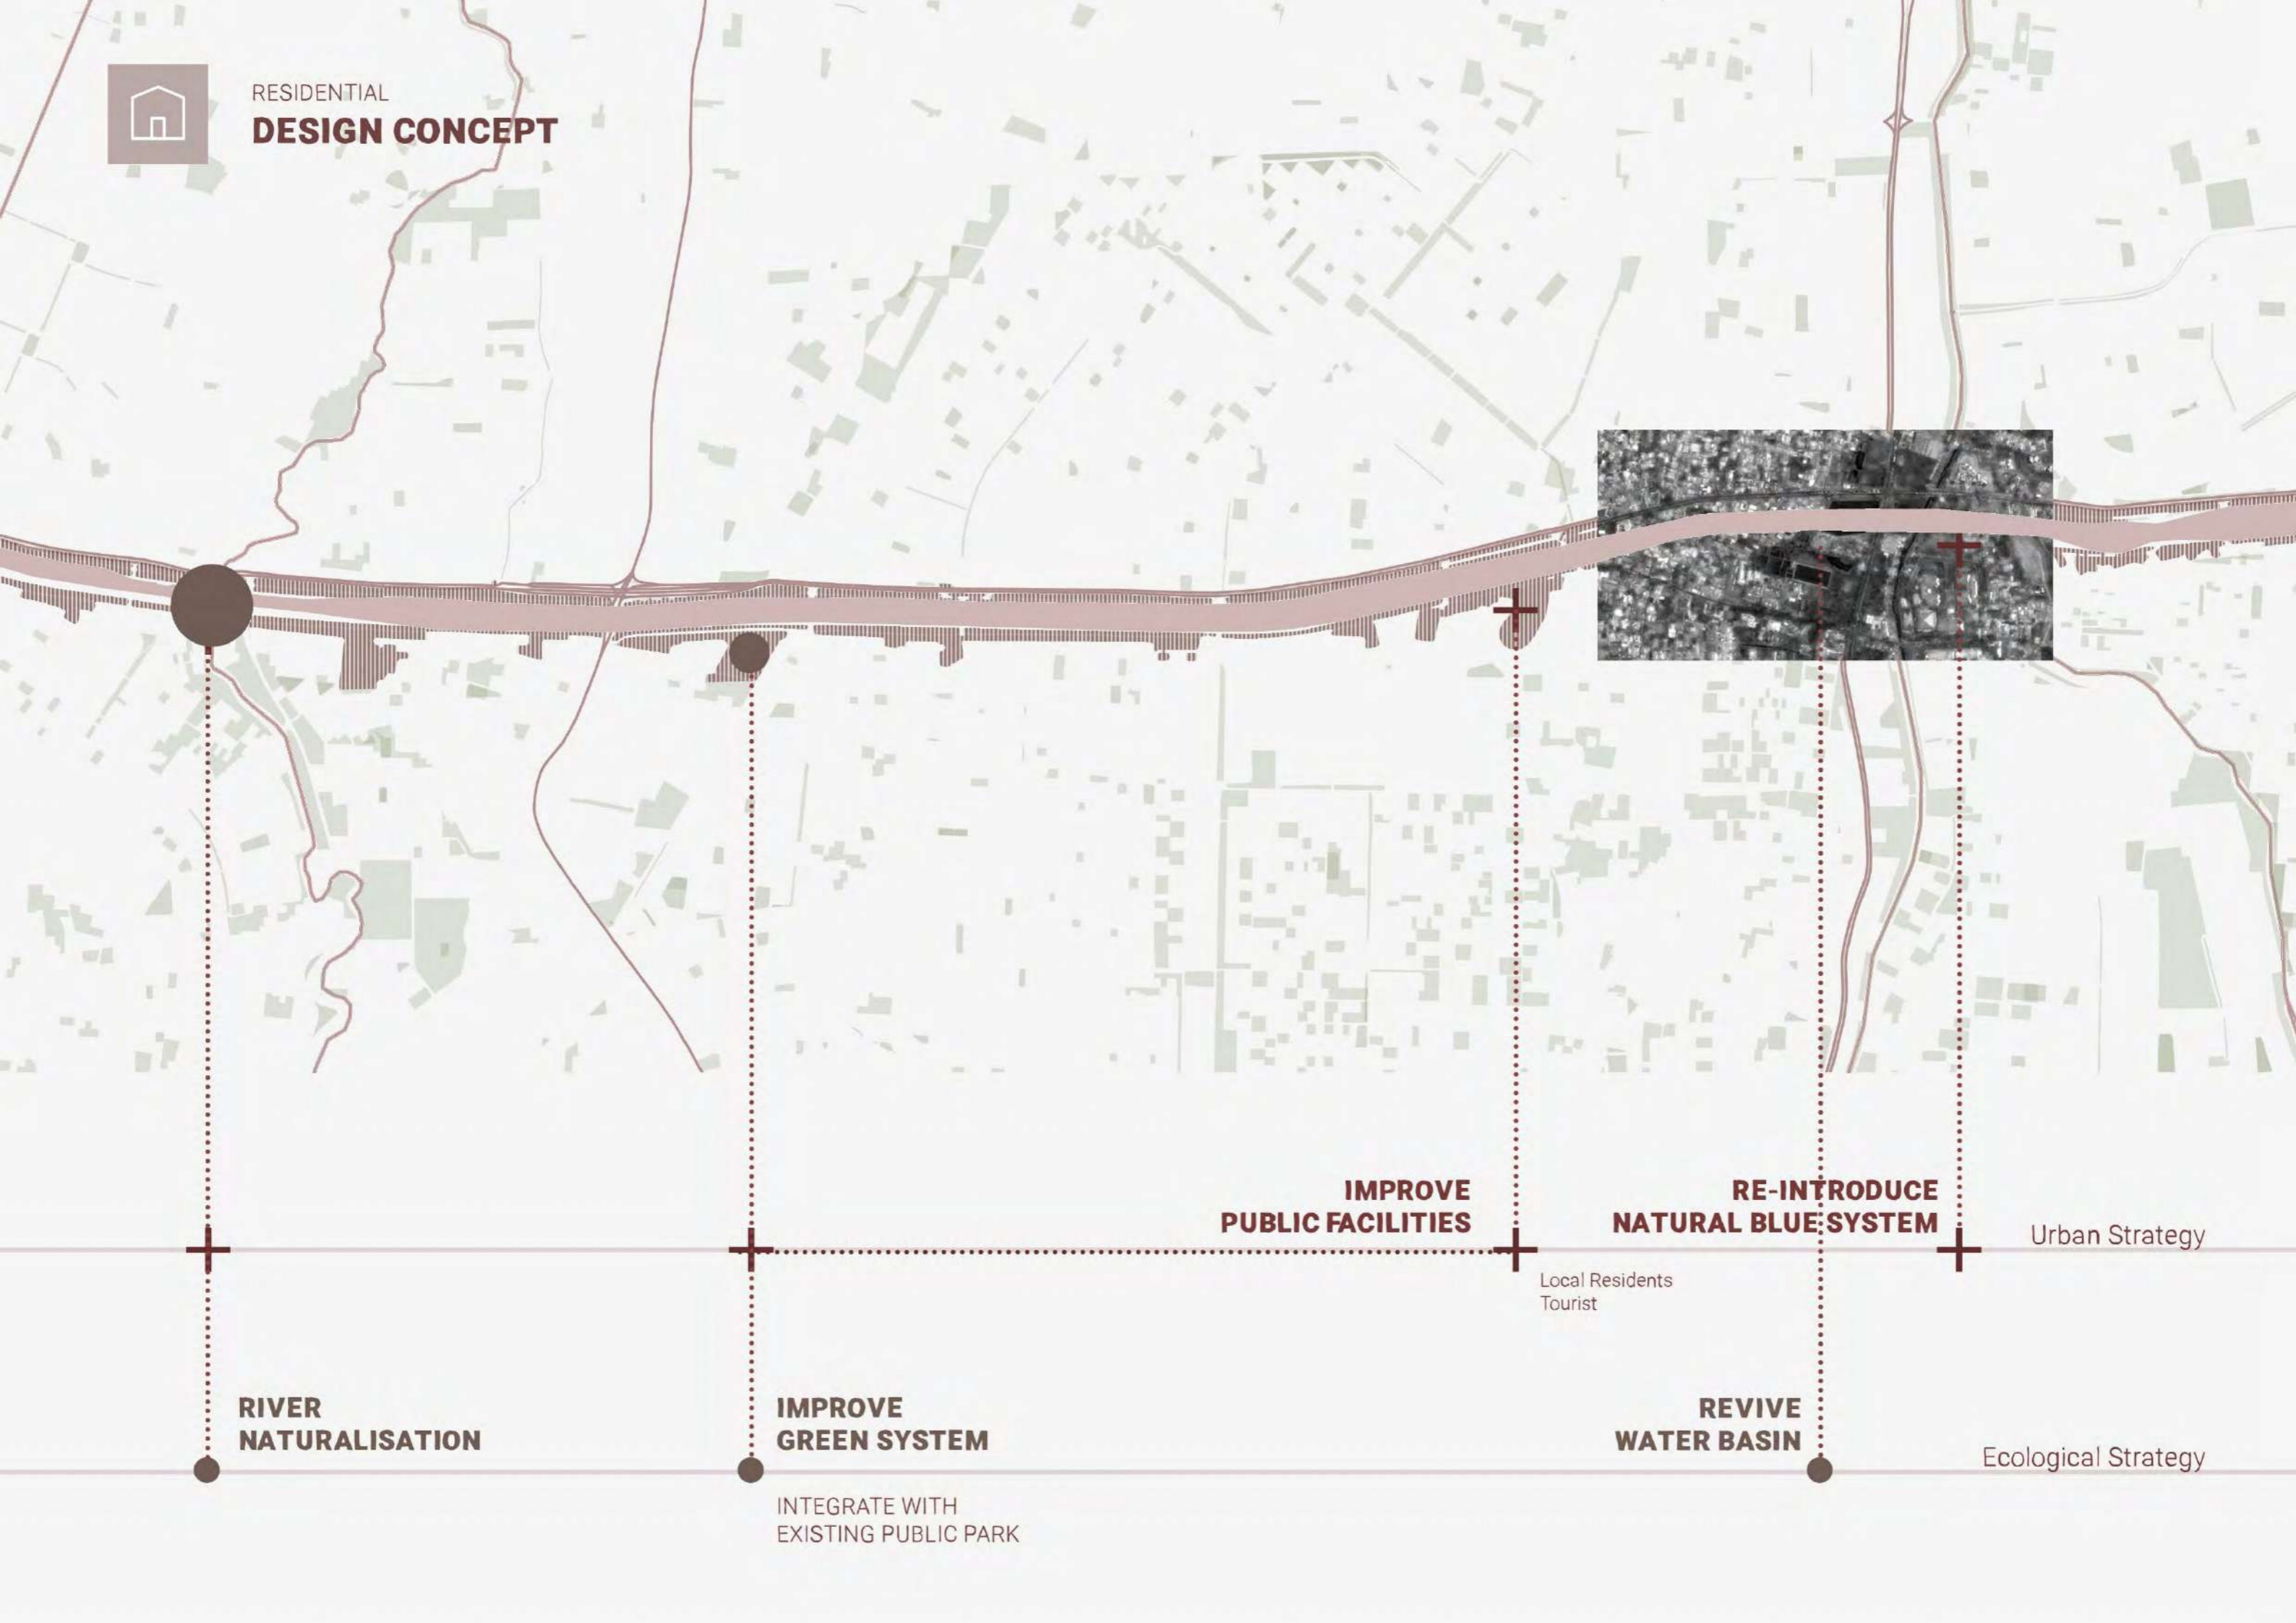 RESIDENTIAL
DESIGN CONCEPT
IMPROVE
PUBLIC FACILITIES
RE-INTRODUCE
NATURAL BLUE SYSTEM
Urban Strategy
Local Residents
Tourist
RIVER
NATURALISATION
IMPROVE
GREEN SYSTEM
REVIVE
WATER BASIN
Ecological Strategy
INTEGRATE WITH
EXISTING PUBLIC PARK